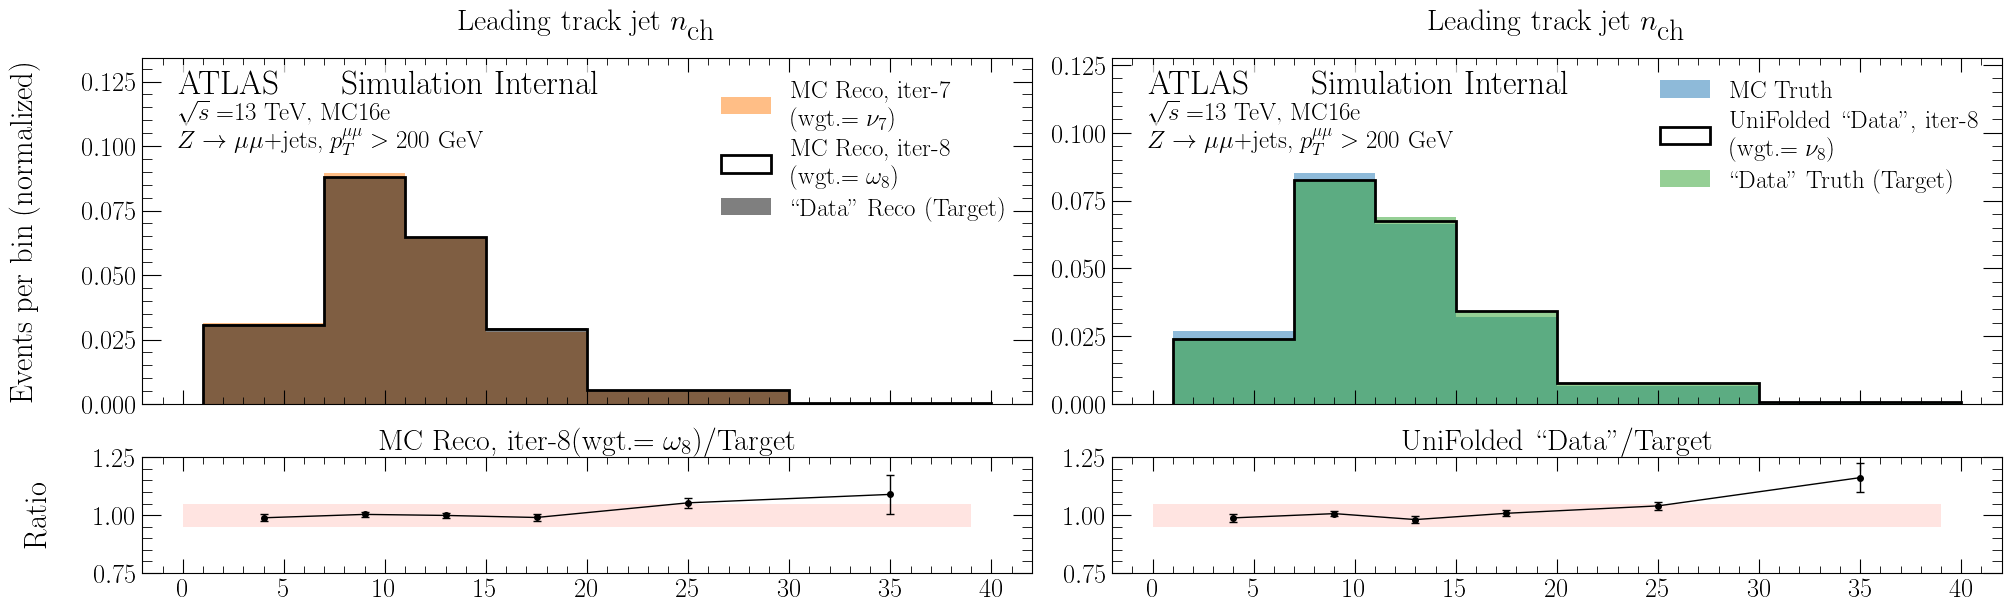 Leading track jet n_ch
Events per bin (normalized)
0.125
0.100
0.075
0.050
0.025
0.000
ATLAS Simulation Internal
√s =13 TeV, MC16e
Z → μμ+jets, p_T^μμ > 200 GeV
MC Reco, iter-7
(wgt.= ν₇)
MC Reco, iter-8
(wgt.= ω₈)
“Data” Reco (Target)
MC Reco, iter-8(wgt.= ω₈)/Target
Ratio
1.25
1.00
0.75
0 5 10 15 20 25 30 35 40
Leading track jet n_ch
0.125
0.100
0.075
0.050
0.025
0.000
ATLAS Simulation Internal
√s =13 TeV, MC16e
Z → μμ+jets, p_T^μμ > 200 GeV
MC Truth
UniFolded “Data”, iter-8
(wgt.= ν₈)
“Data” Truth (Target)
UniFolded “Data”/Target
1.25
1.00
0.75
0 5 10 15 20 25 30 35 40